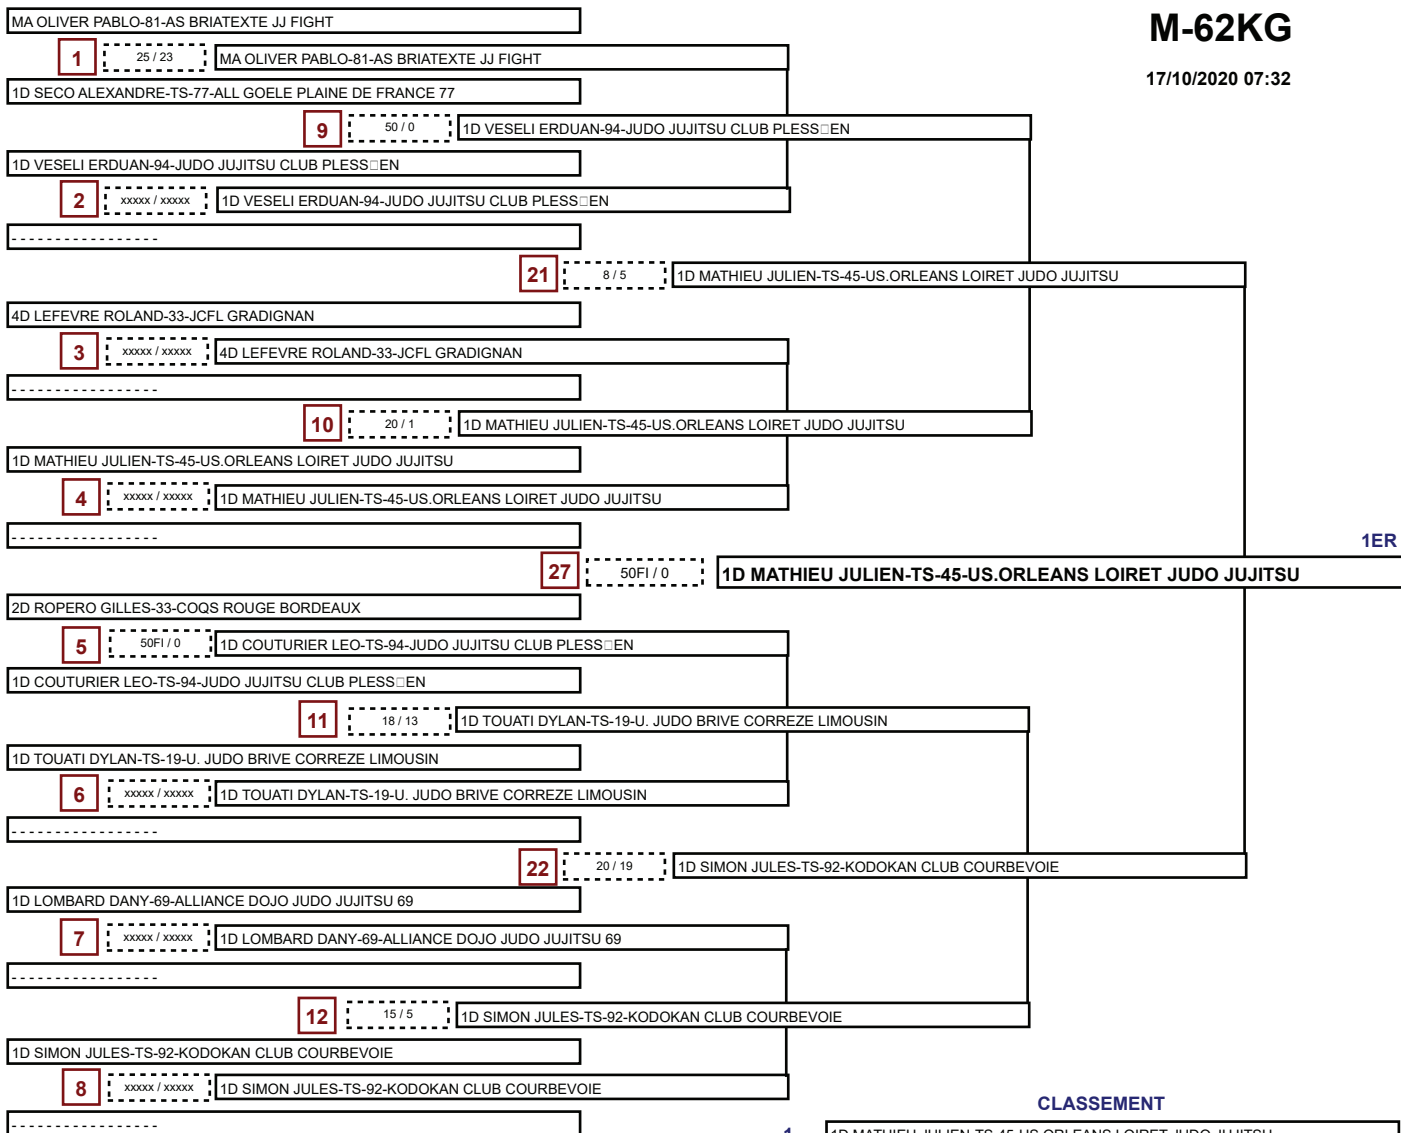 M-62KG
17/10/2020 07:32
MA OLIVER PABLO-81-AS BRIATEXTE JJ FIGHT
1 25 / 23 MA OLIVER PABLO-81-AS BRIATEXTE JJ FIGHT
1D SECO ALEXANDRE-TS-77-ALL GOELE PLAINE DE FRANCE 77
9 50 / 0 1D VESELI ERDUAN-94-JUDO JUJITSU CLUB PLESS□EN
1D VESELI ERDUAN-94-JUDO JUJITSU CLUB PLESS□EN
2 xxxxx / xxxxx 1D VESELI ERDUAN-94-JUDO JUJITSU CLUB PLESS□EN
- - - - - - - - - - - - - - - - -
21 8 / 5 1D MATHIEU JULIEN-TS-45-US.ORLEANS LOIRET JUDO JUJITSU
4D LEFEVRE ROLAND-33-JCFL GRADIGNAN
3 xxxxx / xxxxx 4D LEFEVRE ROLAND-33-JCFL GRADIGNAN
- - - - - - - - - - - - - - - - -
10 20 / 1 1D MATHIEU JULIEN-TS-45-US.ORLEANS LOIRET JUDO JUJITSU
1D MATHIEU JULIEN-TS-45-US.ORLEANS LOIRET JUDO JUJITSU
4 xxxxx / xxxxx 1D MATHIEU JULIEN-TS-45-US.ORLEANS LOIRET JUDO JUJITSU
- - - - - - - - - - - - - - - - -
1ER
27 50FI / 0 1D MATHIEU JULIEN-TS-45-US.ORLEANS LOIRET JUDO JUJITSU
2D ROPERO GILLES-33-COQS ROUGE BORDEAUX
5 50FI / 0 1D COUTURIER LEO-TS-94-JUDO JUJITSU CLUB PLESS□EN
1D COUTURIER LEO-TS-94-JUDO JUJITSU CLUB PLESS□EN
11 18 / 13 1D TOUATI DYLAN-TS-19-U. JUDO BRIVE CORREZE LIMOUSIN
1D TOUATI DYLAN-TS-19-U. JUDO BRIVE CORREZE LIMOUSIN
6 xxxxx / xxxxx 1D TOUATI DYLAN-TS-19-U. JUDO BRIVE CORREZE LIMOUSIN
- - - - - - - - - - - - - - - - -
22 20 / 19 1D SIMON JULES-TS-92-KODOKAN CLUB COURBEVOIE
1D LOMBARD DANY-69-ALLIANCE DOJO JUDO JUJITSU 69
7 xxxxx / xxxxx 1D LOMBARD DANY-69-ALLIANCE DOJO JUDO JUJITSU 69
- - - - - - - - - - - - - - - - -
12 15 / 5 1D SIMON JULES-TS-92-KODOKAN CLUB COURBEVOIE
1D SIMON JULES-TS-92-KODOKAN CLUB COURBEVOIE
8 xxxxx / xxxxx 1D SIMON JULES-TS-92-KODOKAN CLUB COURBEVOIE
- - - - - - - - - - - - - - - - -
CLASSEMENT
1 1D MATHIEU JULIEN-TS-45-US.ORLEANS LOIRET JUDO JUJITSU